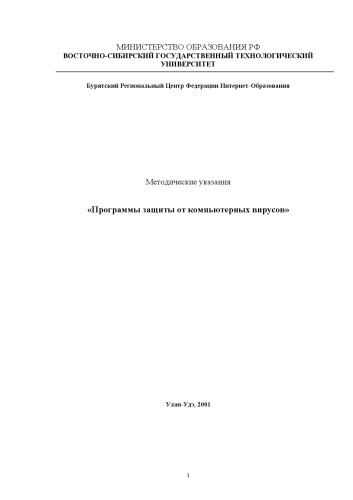 МИНИСТЕРСТВО ОБРАЗОВАНИЯ РФ
ВОСТОЧНО-СИБИРСКИЙ ГОСУДАРСТВЕННЫЙ ТЕХНОЛОГИЧЕСКИЙ
УНИВЕРСИТЕТ
Бурятский Региональный Центр Федерации Интернет-Образования
Методические указания
«Программы защиты от компьютерных вирусов»
Улан-Удэ, 2001
1